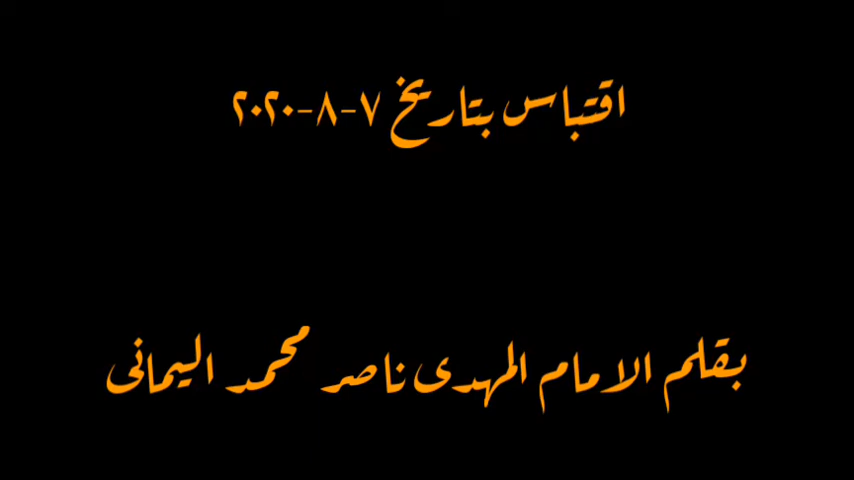 اقتباس بتاريخ ٧-٨-٢٠٢٠
بقلم الامام المهدى ناصر محمد اليمانى